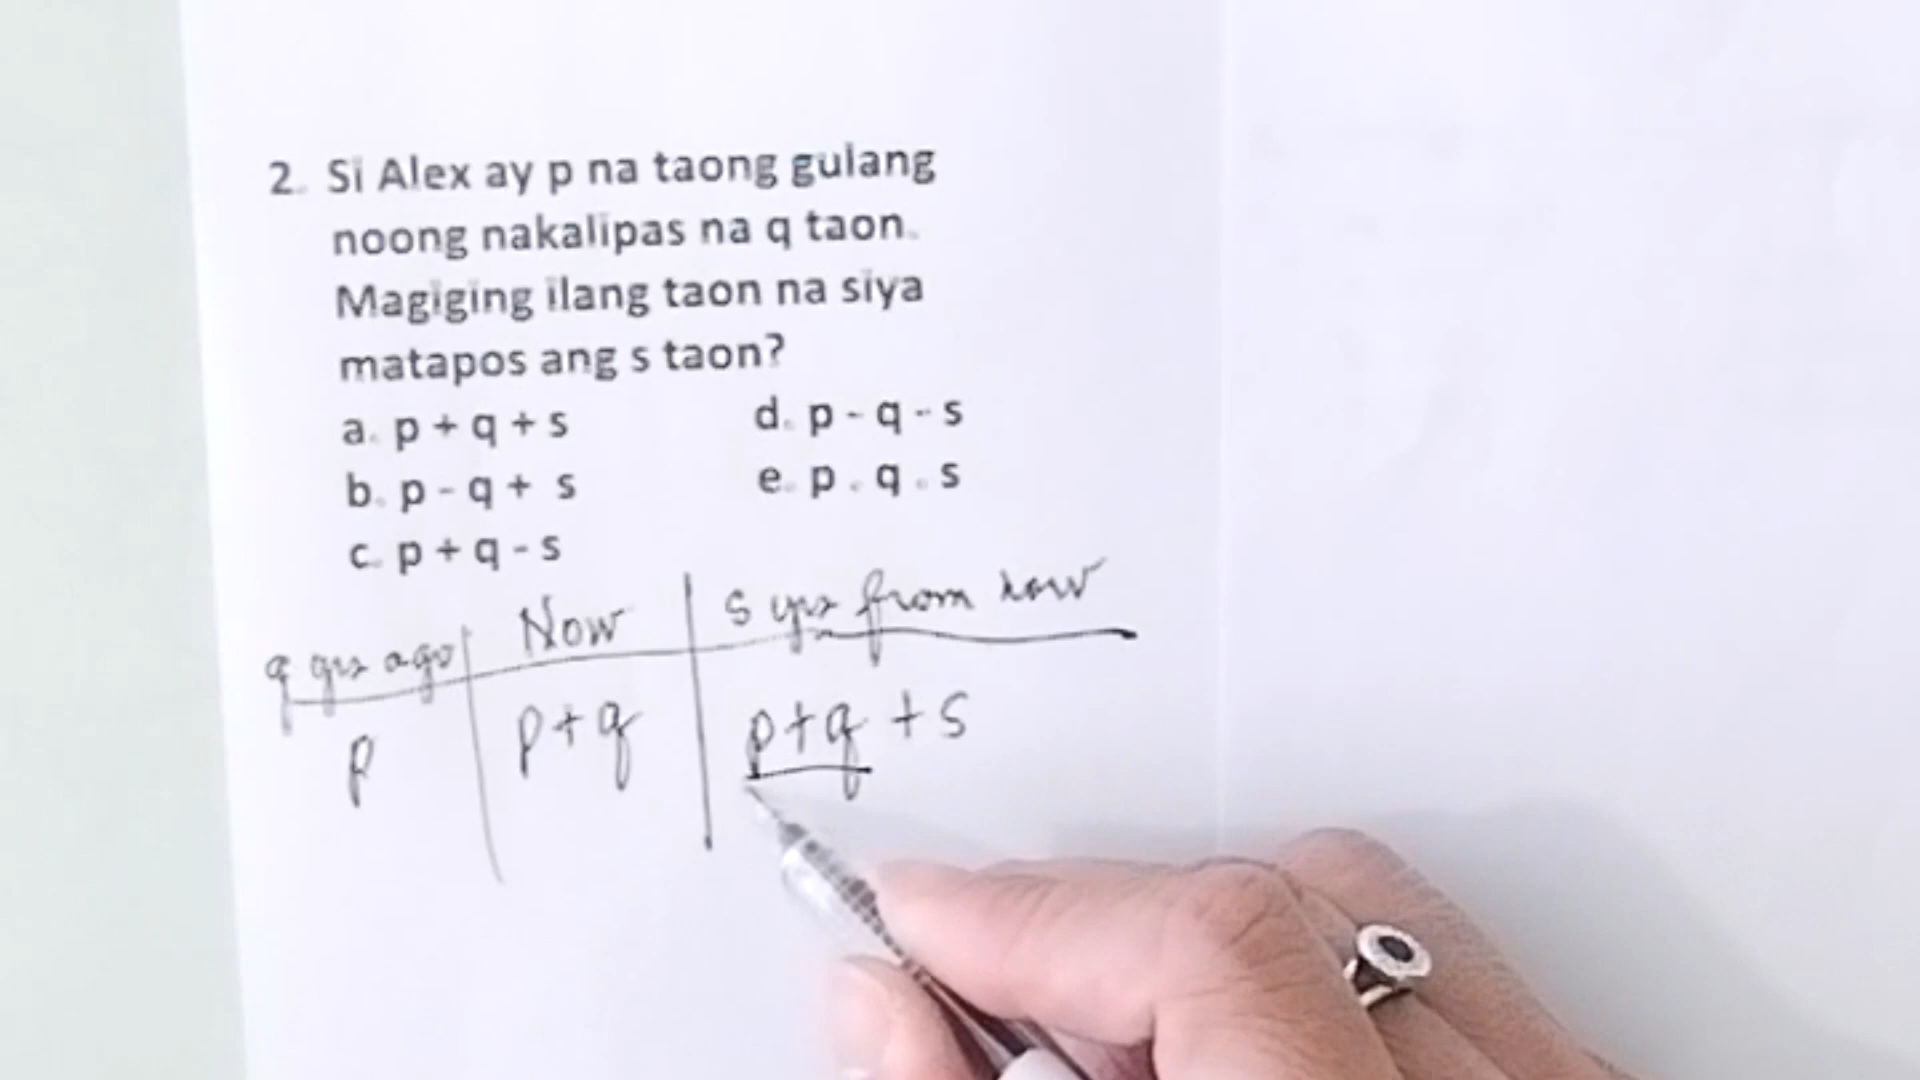 2. Si Alex ay p na taong gulang
noong nakalipas na q taon.
Magiging ilang taon na siya
matapos ang s taon?
a. p + q + s
b. p - q + s
c. p + q - s
d. p - q - s
e. p . q . s
q yrs ago
Now
s yrs from now
p
p+q
p+q + s